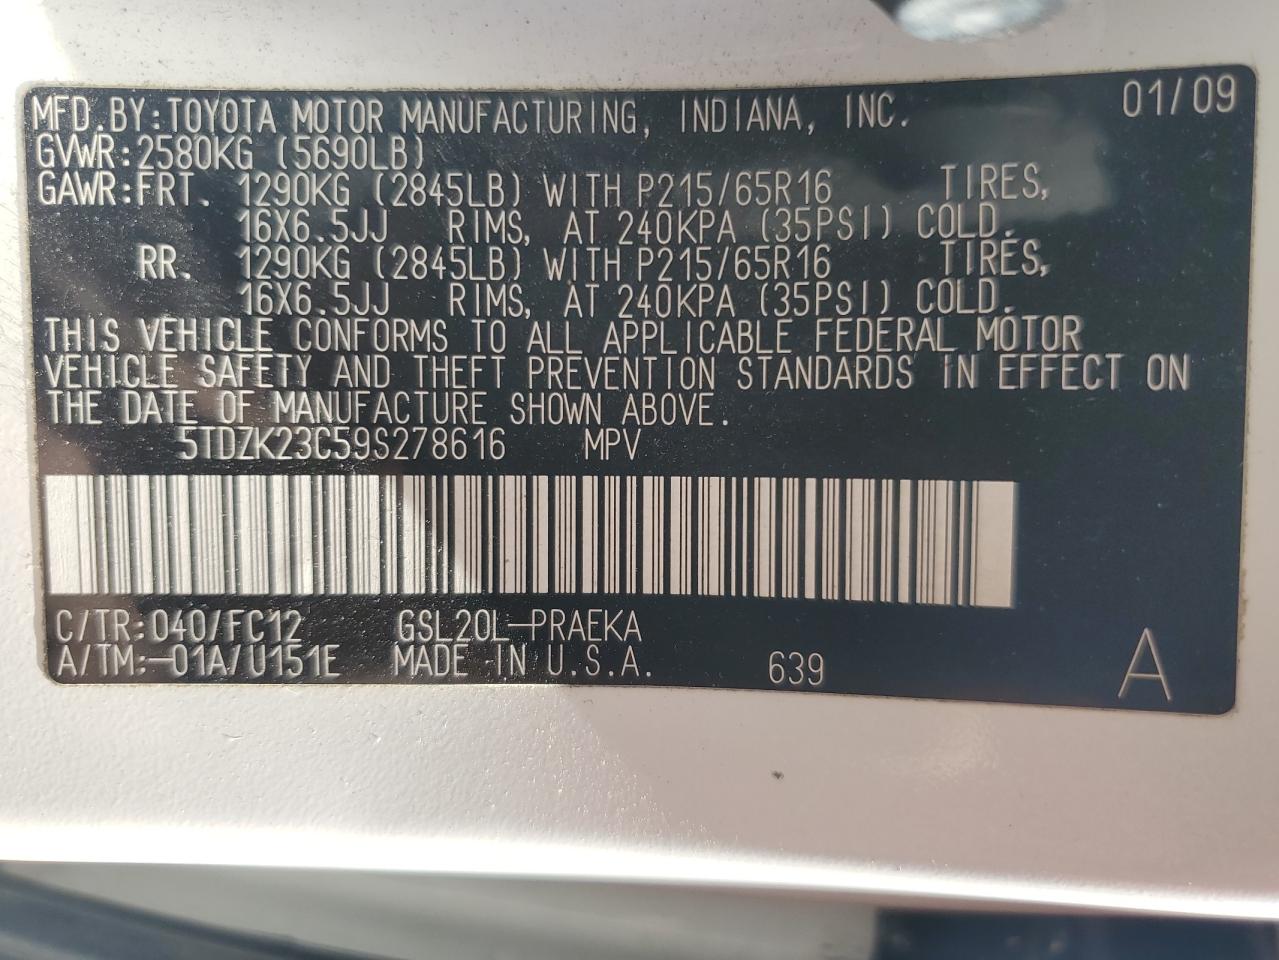 MFD.BY:TOYOTA MOTOR MANUFACTURING, INDIANA, INC. 01/09
GVWR:2580KG (5690LB)
GAWR:FRT. 1290KG (2845LB) WITH P215/65R16 TIRES,
16X6.5JJ RIMS, AT 240KPA (35PSI) COLD.
RR. 1290KG (2845LB) WITH P215/65R16 TIRES,
16X6.5JJ RIMS, AT 240KPA (35PSI) COLD.
THIS VEHICLE CONFORMS TO ALL APPLICABLE FEDERAL MOTOR
VEHICLE SAFETY AND THEFT PREVENTION STANDARDS IN EFFECT ON
THE DATE OF MANUFACTURE SHOWN ABOVE.
5TDZK23C59S278616 MPV
C/TR:040/FC12 GSL20L-PRAEKA
A/TM:-01A/U151E MADE IN U.S.A. 639 A